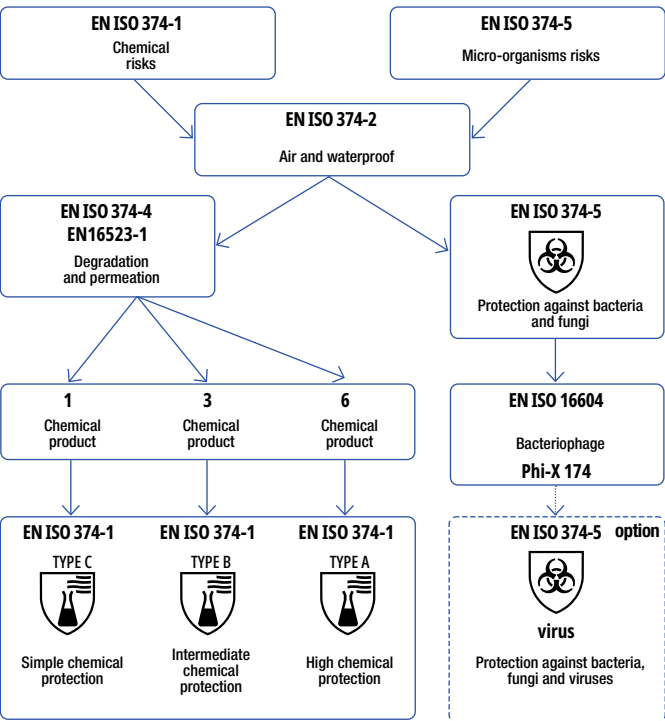 EN ISO 374-1
Chemical
risks
EN ISO 374-5
Micro-organisms risks
EN ISO 374-2
Air and waterproof
EN ISO 374-4
EN16523-1
Degradation
and permeation
EN ISO 374-5
Protection against bacteria
and fungi
1
Chemical
product
3
Chemical
product
6
Chemical
product
EN ISO 16604
Bacteriophage
Phi-X 174
EN ISO 374-1
TYPE C
Simple chemical
protection
EN ISO 374-1
TYPE B
Intermediate
chemical
protection
EN ISO 374-1
TYPE A
High chemical
protection
EN ISO 374-5 option
virus
Protection against bacteria,
fungi and viruses